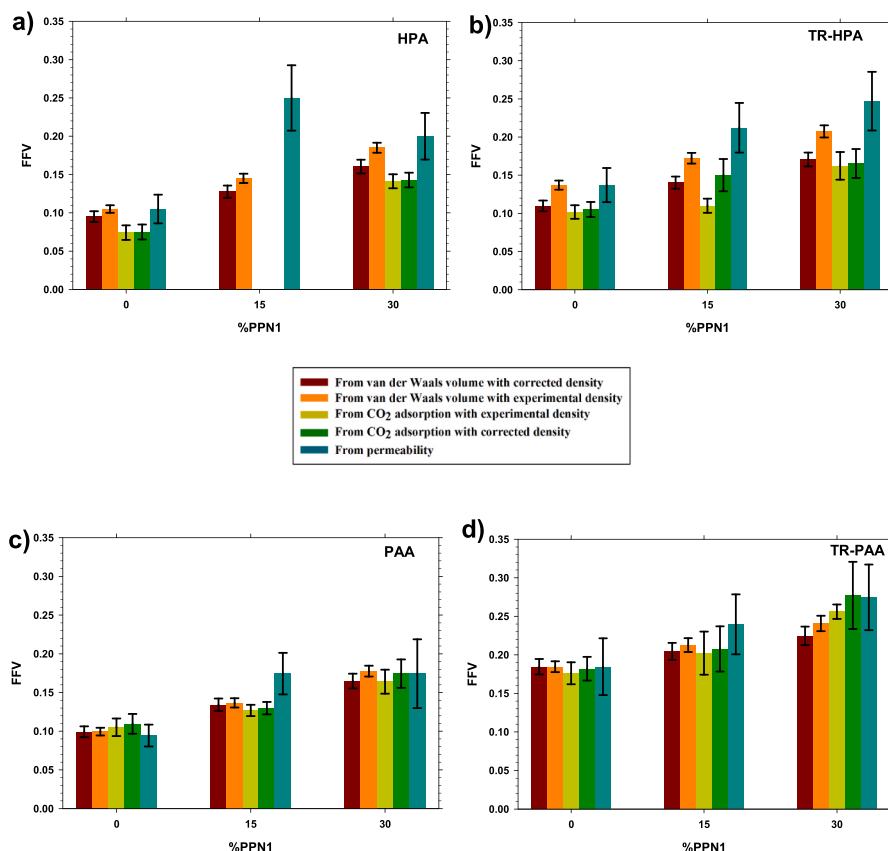 a)
HPA
0.35
0.30
0.25
0.20
0.15
0.10
0.05
0.00
FFV
0
15
30
%PPN1
b)
TR-HPA
0.35
0.30
0.25
0.20
0.15
0.10
0.05
0.00
FFV
0
15
30
%PPN1
From van der Waals volume with corrected density
From van der Waals volume with experimental density
From CO2 adsorption with experimental density
From CO2 adsorption with corrected density
From permeability
c)
PAA
0.35
0.30
0.25
0.20
0.15
0.10
0.05
0.00
FFV
0
15
30
%PPN1
d)
TR-PAA
0.35
0.30
0.25
0.20
0.15
0.10
0.05
0.00
FFV
0
15
30
%PPN1